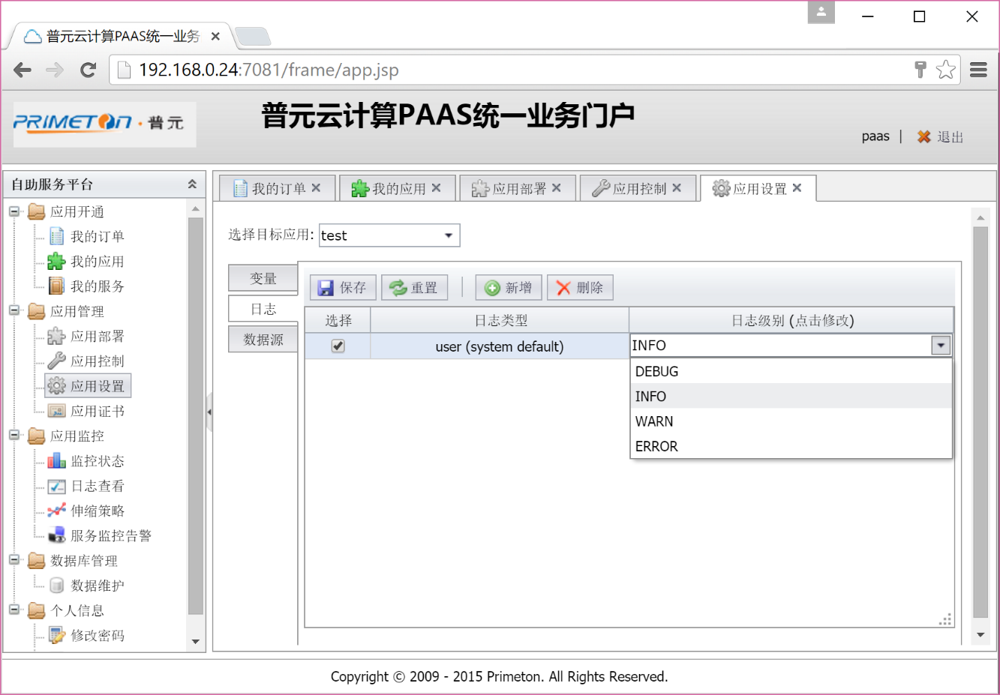 普元云计算PAAS统一业务
192.168.0.24:7081/frame/app.jsp
PRIMETON·普元
普元云计算PAAS统一业务门户
paas | 退出
自助服务平台
应用开通
我的订单
我的应用
我的服务
应用管理
应用部署
应用控制
应用设置
应用证书
应用监控
监控状态
日志查看
伸缩策略
服务监控告警
数据库管理
数据维护
个人信息
修改密码
我的订单 我的应用 应用部署 应用控制 应用设置
选择目标应用: test
变量
日志
数据源
保存 重置 新增 删除
选择 日志类型 日志级别 (点击修改)
user (system default) INFO
DEBUG
INFO
WARN
ERROR
Copyright © 2009 - 2015 Primeton. All Rights Reserved.